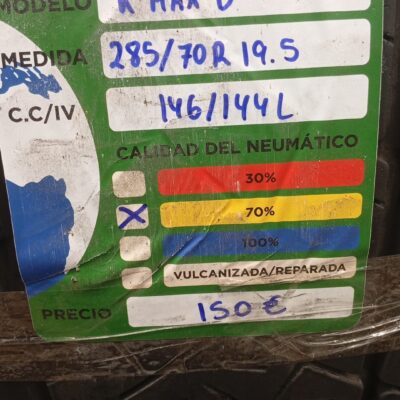 MODELO K MAX D
MEDIDA 285/70R 19.5
C.C/IV 146/144L
CALIDAD DEL NEUMÁTICO
30%
X 70%
100%
VULCANIZADA/REPARADA
PRECIO 150 €